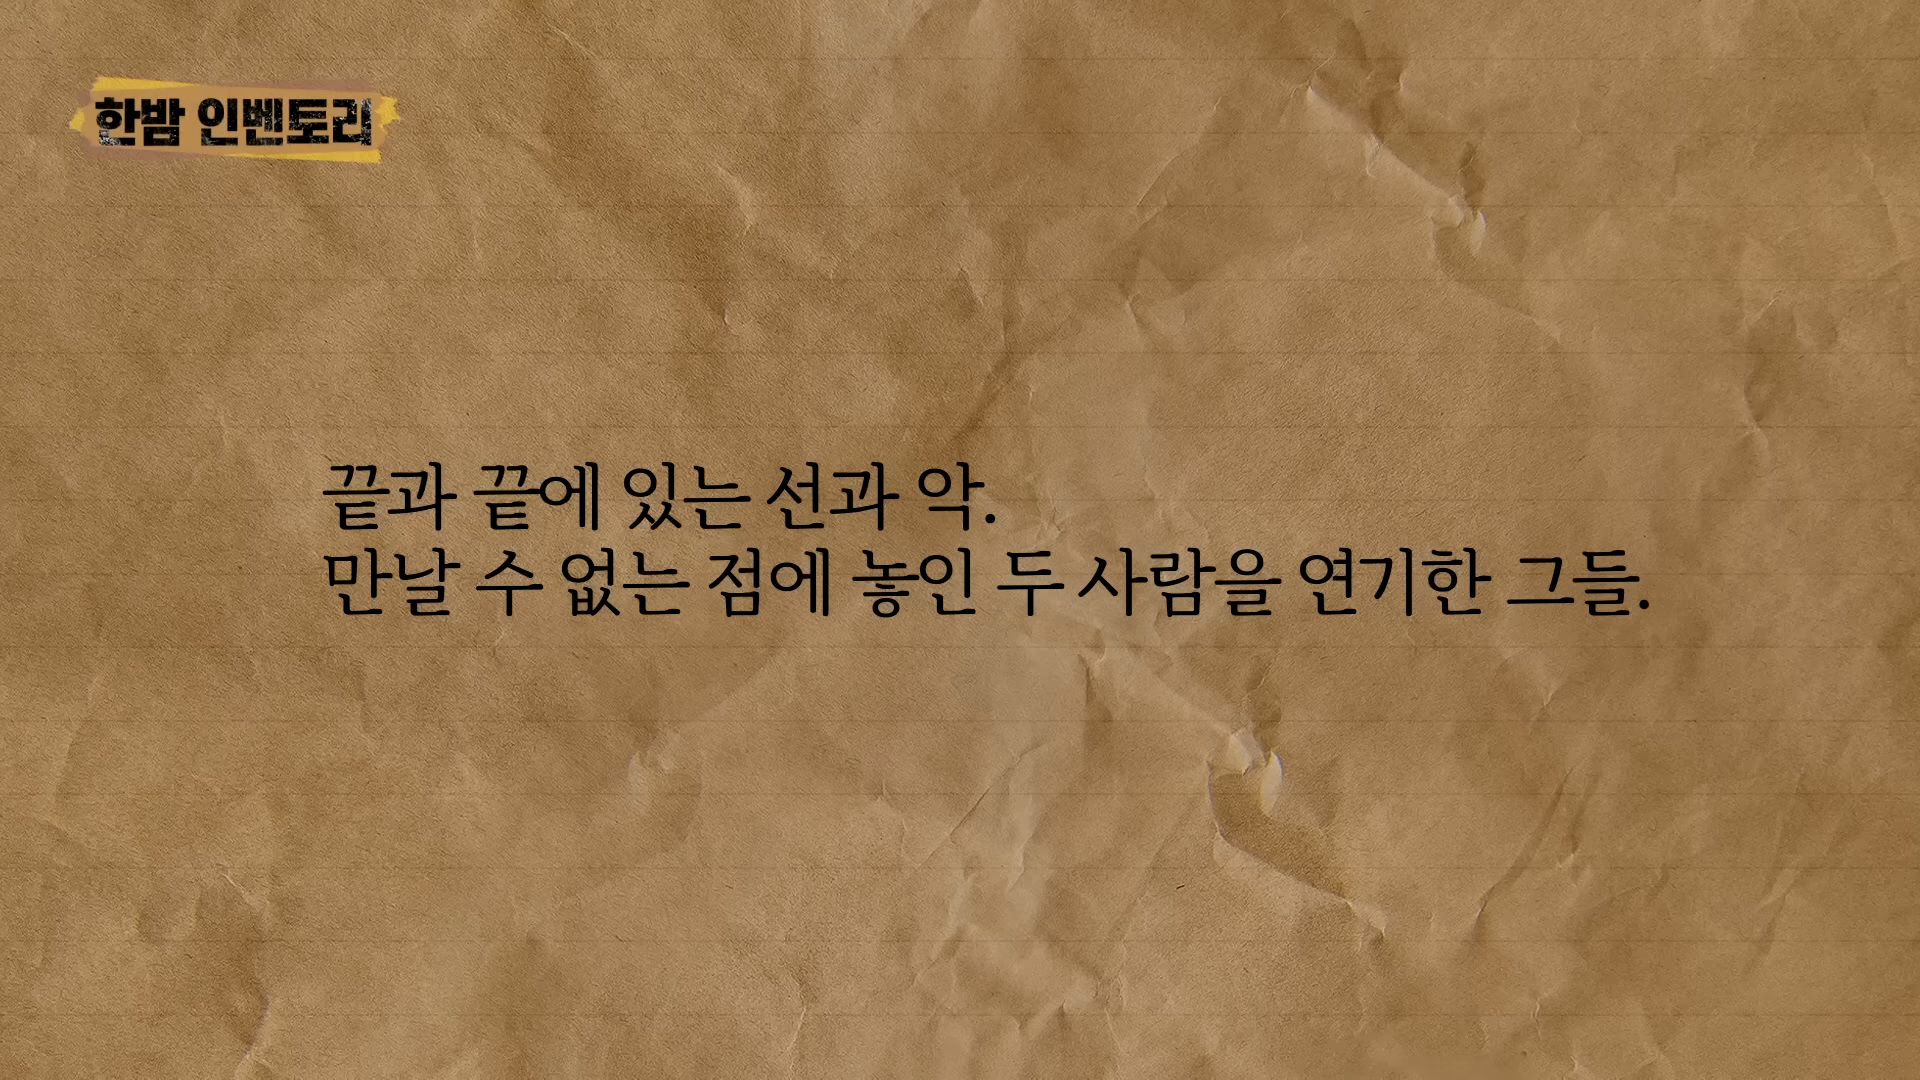 한밤 인벤토리
끝과 끝에 있는 선과 악.
만날 수 없는 점에 놓인 두 사람을 연기한 그들.